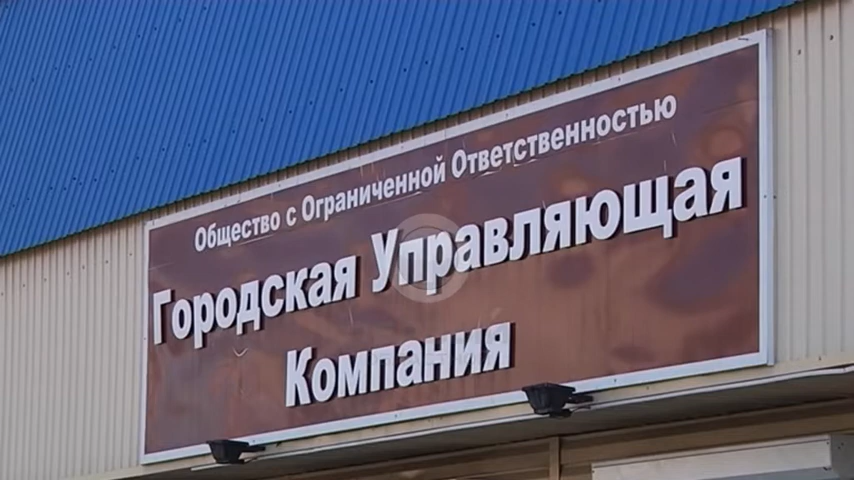 Общество с Ограниченной Ответственностью
Городская Управляющая
Компания